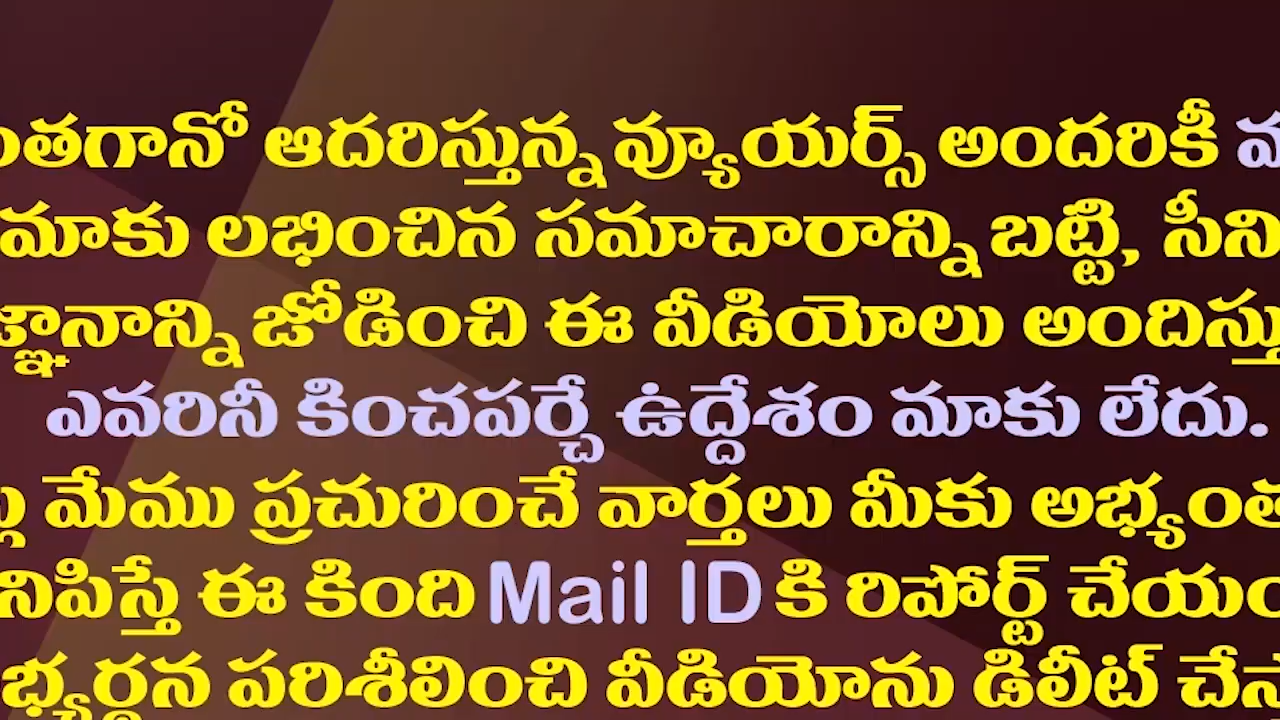 ంతగానో ఆదరిస్తున్న వ్యూయర్స్ అందరికీ
మాకు లభించిన సమాచారాన్ని బట్టి, సీని
జ్ఞానాన్ని జోడించి ఈ వీడియోలు అందిస్తు
ఎవరినీ కించపర్చే ఉద్దేశం మాకు లేదు.
మేము ప్రచురించే వార్తలు మీకు అభ్యంత
నిపిస్తే ఈ కింది Mail ID కి రిపోర్ట్ చేయం
భ్యర్థన పరిశీలించి వీడియోను డిలీట్ చేస